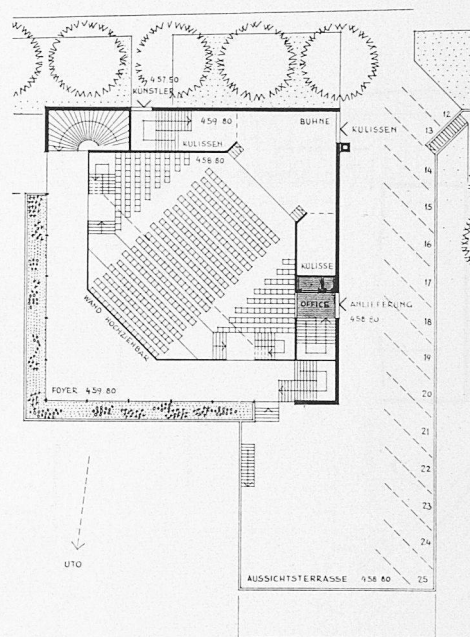 457 50
KÜNSTLER
459 80
BÜHNE
KULISSEN
KULISSEN
458 80
12
13
14
15
16
17
KULISSE
OFFICE
ANLIEFERUNG
458 60
18
WAND HOCHZIEHBAR
19
20
FOYER 459 80
21
22
23
24
UTO
AUSSICHTSTERRASSE 458 80
25